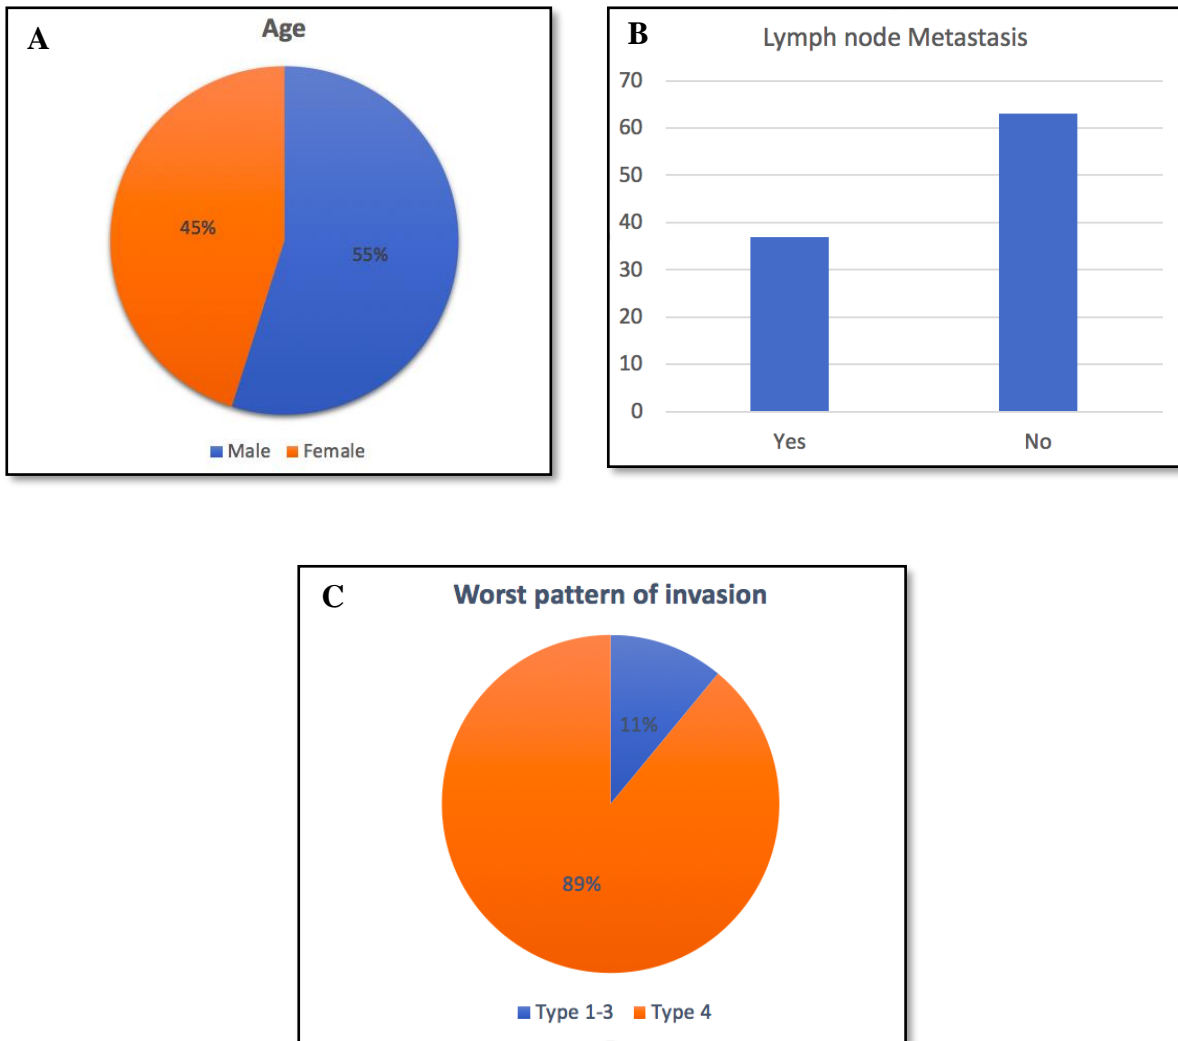 A
Age
45%
55%
Male Female
B
Lymph node Metastasis
70
60
50
40
30
20
10
0
Yes No
C
Worst pattern of invasion
11%
89%
Type 1-3 Type 4